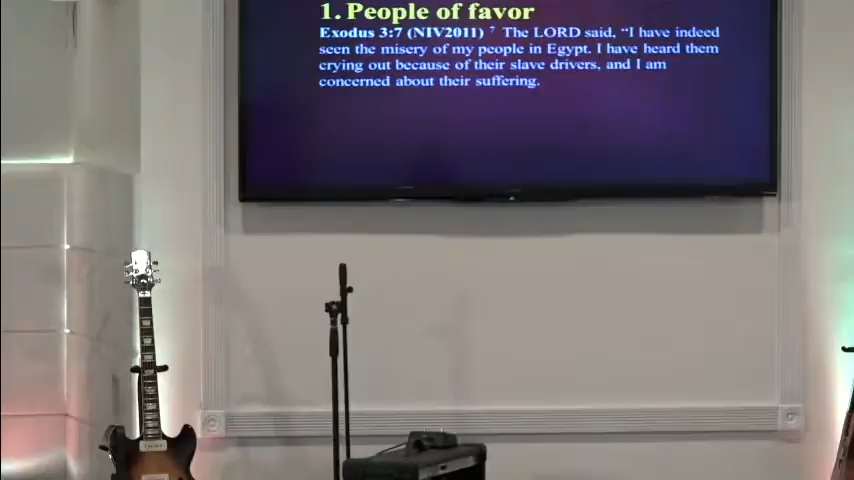 1. People of favor
Exodus 3:7 (NIV2011) 7 The LORD said, “I have indeed
seen the misery of my people in Egypt. I have heard them
crying out because of their slave drivers, and I am
concerned about their suffering.